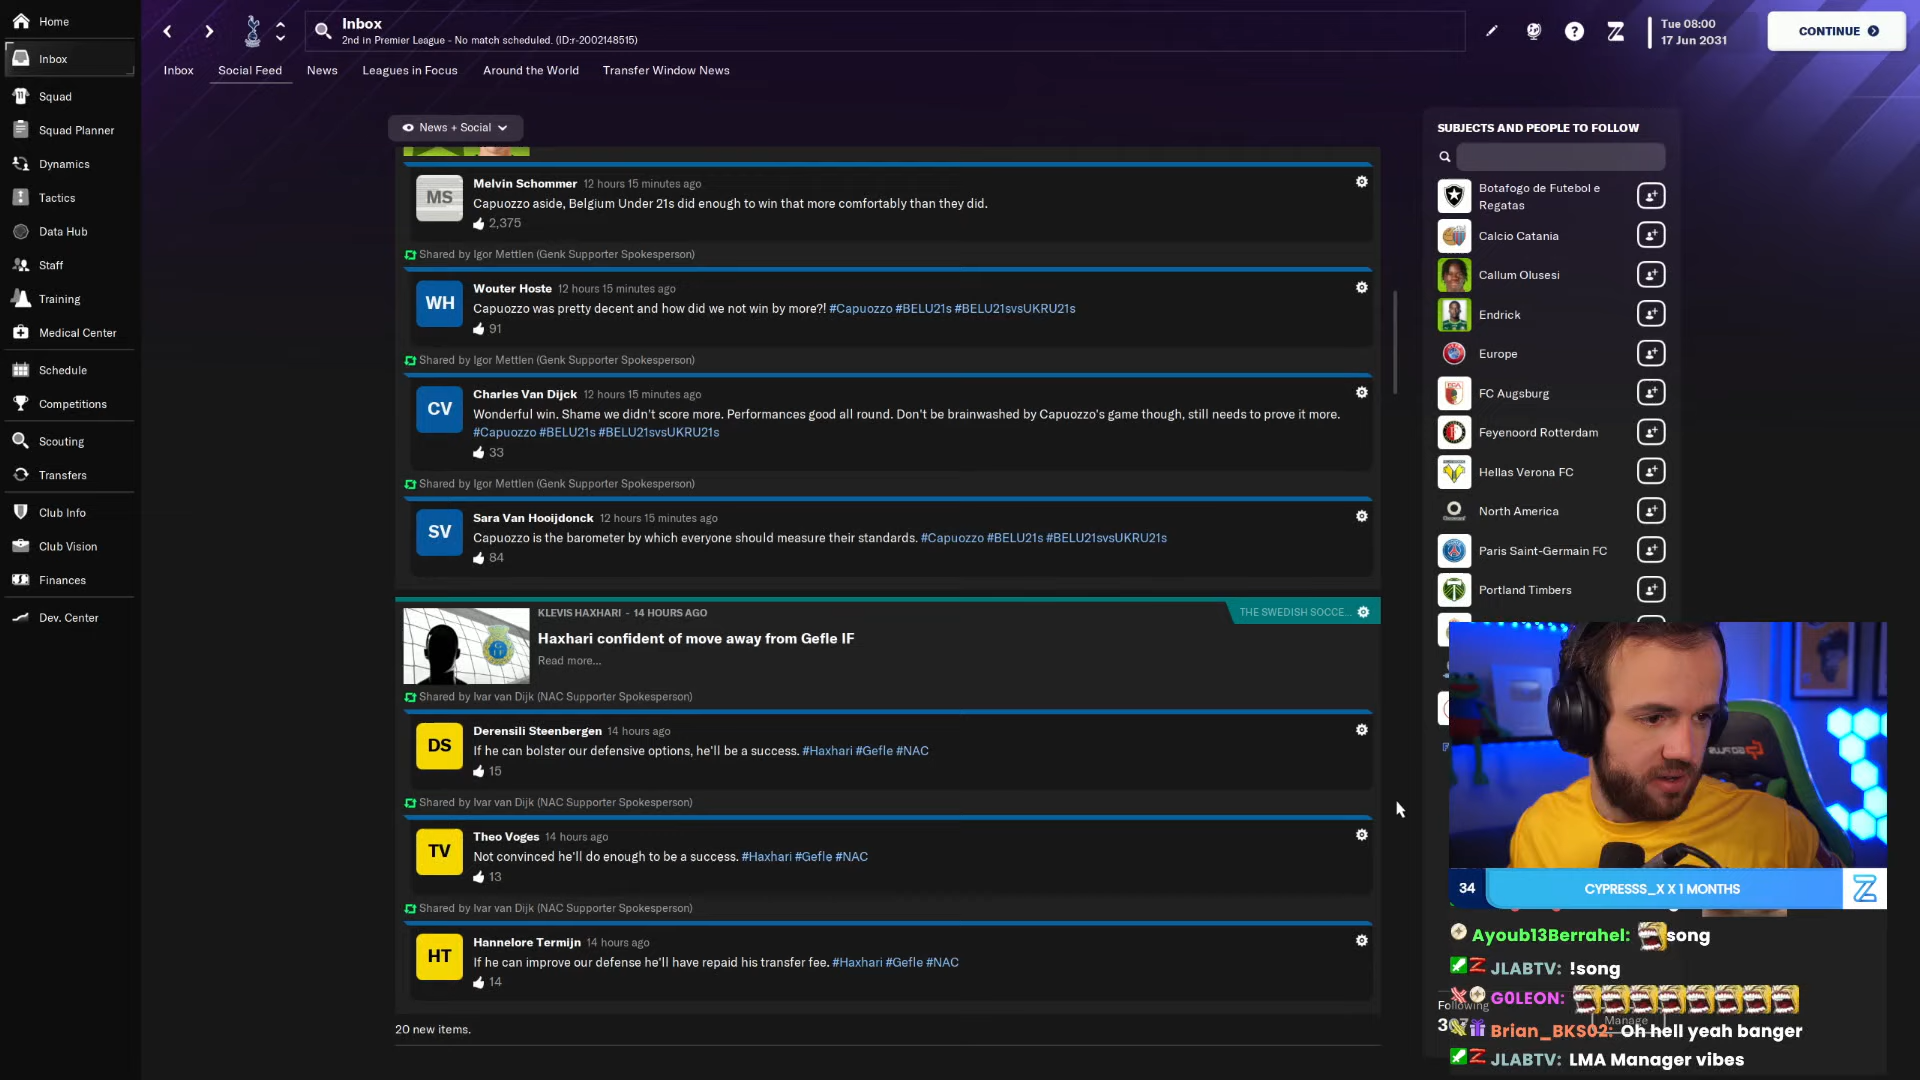 Home
Inbox
Squad
Squad Planner
Dynamics
Tactics
Data Hub
Staff
Training
Medical Center
Schedule
Competitions
Scouting
Transfers
Club Info
Club Vision
Finances
Dev. Center
Inbox
2nd in Premier League - No match scheduled. (ID:r-2002148515)
Tue 08:00
17 Jun 2031
CONTINUE
Inbox
Social Feed
News
Leagues in Focus
Around the World
Transfer Window News
News + Social
MS
Melvin Schommer 12 hours 15 minutes ago
Capuozzo aside, Belgium Under 21s did enough to win that more comfortably than they did.
2,375
Shared by Igor Mettlen (Genk Supporter Spokesperson)
WH
Wouter Hoste 12 hours 15 minutes ago
Capuozzo was pretty decent and how did we not win by more?! #Capuozzo #BELU21s #BELU21svsUKRU21s
91
Shared by Igor Mettlen (Genk Supporter Spokesperson)
CV
Charles Van Dijck 12 hours 15 minutes ago
Wonderful win. Shame we didn't score more. Performances good all round. Don't be brainwashed by Capuozzo's game though, still needs to prove it more.
#Capuozzo #BELU21s #BELU21svsUKRU21s
33
Shared by Igor Mettlen (Genk Supporter Spokesperson)
SV
Sara Van Hooijdonck 12 hours 15 minutes ago
Capuozzo is the barometer by which everyone should measure their standards. #Capuozzo #BELU21s #BELU21svsUKRU21s
84
KLEVIS HAXHARI - 14 HOURS AGO
THE SWEDISH SOCCE...
Haxhari confident of move away from Gefle IF
Read more...
Shared by Ivar van Dijk (NAC Supporter Spokesperson)
DS
Derensili Steenbergen 14 hours ago
If he can bolster our defensive options, he'll be a success. #Haxhari #Gefle #NAC
15
Shared by Ivar van Dijk (NAC Supporter Spokesperson)
TV
Theo Voges 14 hours ago
Not convinced he'll do enough to be a success. #Haxhari #Gefle #NAC
13
Shared by Ivar van Dijk (NAC Supporter Spokesperson)
HT
Hannelore Termijn 14 hours ago
If he can improve our defense he'll have repaid his transfer fee. #Haxhari #Gefle #NAC
14
20 new items.
SUBJECTS AND PEOPLE TO FOLLOW
Botafogo de Futebol e
Regatas
Calcio Catania
Callum Olusesi
Endrick
Europe
FC Augsburg
Feyenoord Rotterdam
Hellas Verona FC
North America
Paris Saint-Germain FC
Portland Timbers
34
CYPRESSS_X X 1 MONTHS
Ayoub13Berrahel: song
JLABTV: !song
G0LEON:
Following
Manage
Brian_BKS02: Oh hell yeah banger
JLABTV: LMA Manager vibes